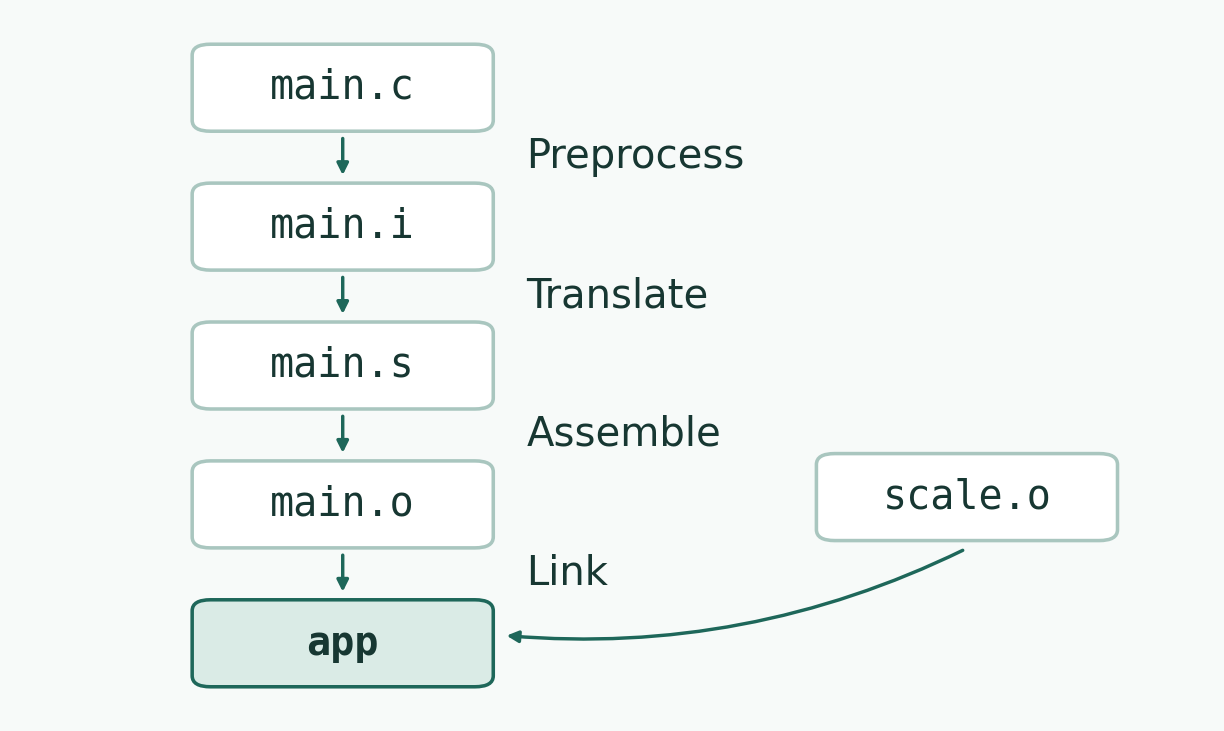 main.c
Preprocess
main.i
Translate
main.s
Assemble
main.o
scale.o
Link
app